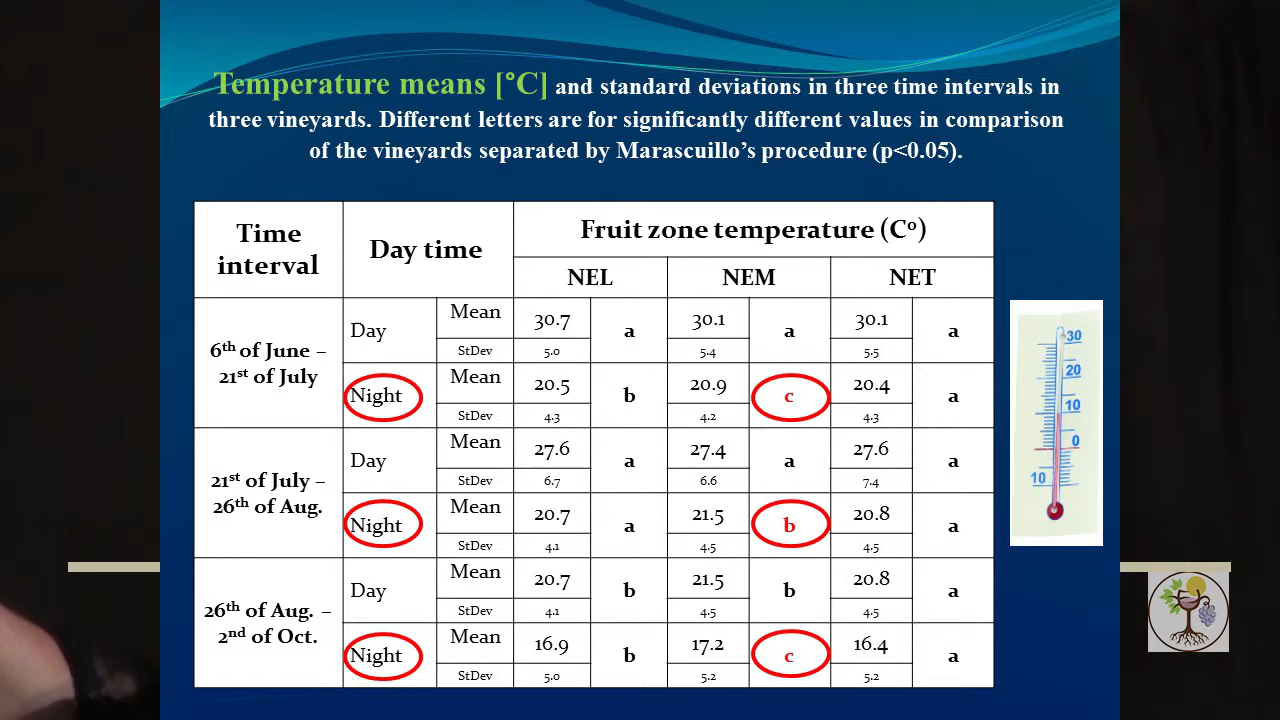 Temperature means [°C] and standard deviations in three time intervals in
three vineyards. Different letters are for significantly different values in comparison
of the vineyards separated by Marascuillo’s procedure (p<0.05).
Time interval Day time Fruit zone temperature (Cº)
NEL NEM NET
6th of June – 21st of July
Day Mean 30.7 a 30.1 a 30.1 a
StDev 5.0 5.4 5.5
Night Mean 20.5 b 20.9 c 20.4 a
StDev 4.3 4.2 4.3
21st of July – 26th of Aug.
Day Mean 27.6 a 27.4 a 27.6 a
StDev 6.7 6.6 7.4
Night Mean 20.7 a 21.5 b 20.8 a
StDev 4.1 4.5 4.5
26th of Aug. – 2nd of Oct.
Day Mean 20.7 b 21.5 b 20.8 a
StDev 4.1 4.5 4.5
Night Mean 16.9 b 17.2 c 16.4 a
StDev 5.0 5.2 5.2
30
20
10
0
10